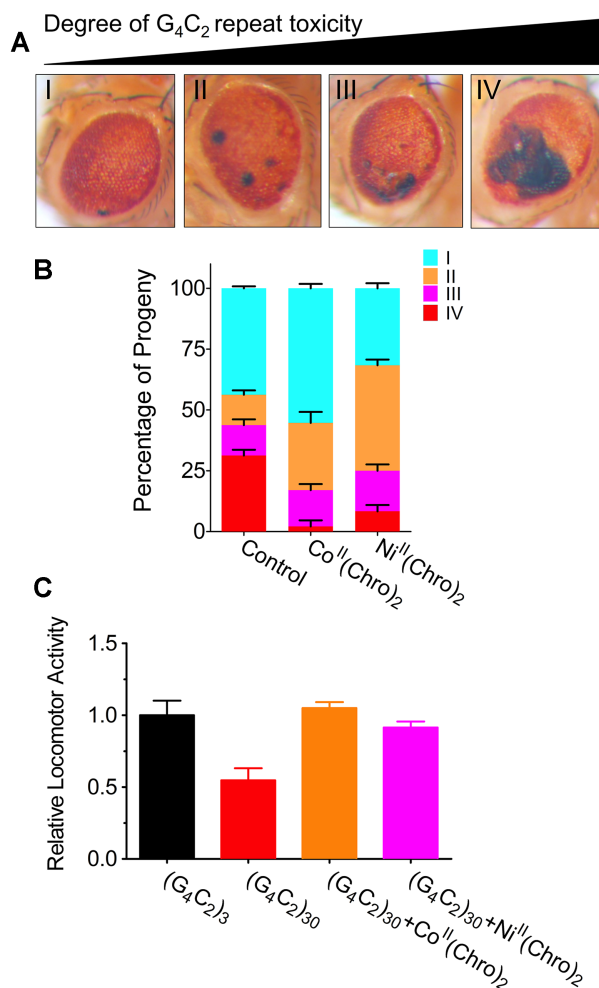 Degree of G₄C₂ repeat toxicity
A
I II III IV
B
I
II
III
IV
Percentage of Progeny
100
75
50
25
0
Control Coᴵᴵ(Chro)₂ Niᴵᴵ(Chro)₂
C
Relative Locomotor Activity
1.5
1.0
0.5
0.0
(G₄C₂)₃ (G₄C₂)₃₀ (G₄C₂)₃₀+Coᴵᴵ(Chro)₂ (G₄C₂)₃₀+Niᴵᴵ(Chro)₂